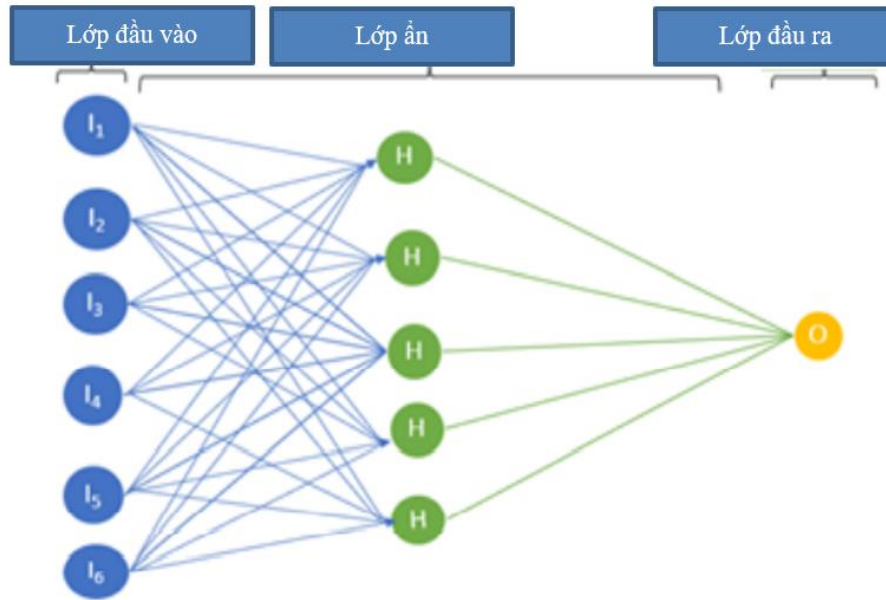 Lớp đầu vào
Lớp ẩn
Lớp đầu ra
I₁
H
I₂
H
I₃
O
H
I₄
H
I₅
H
I₆